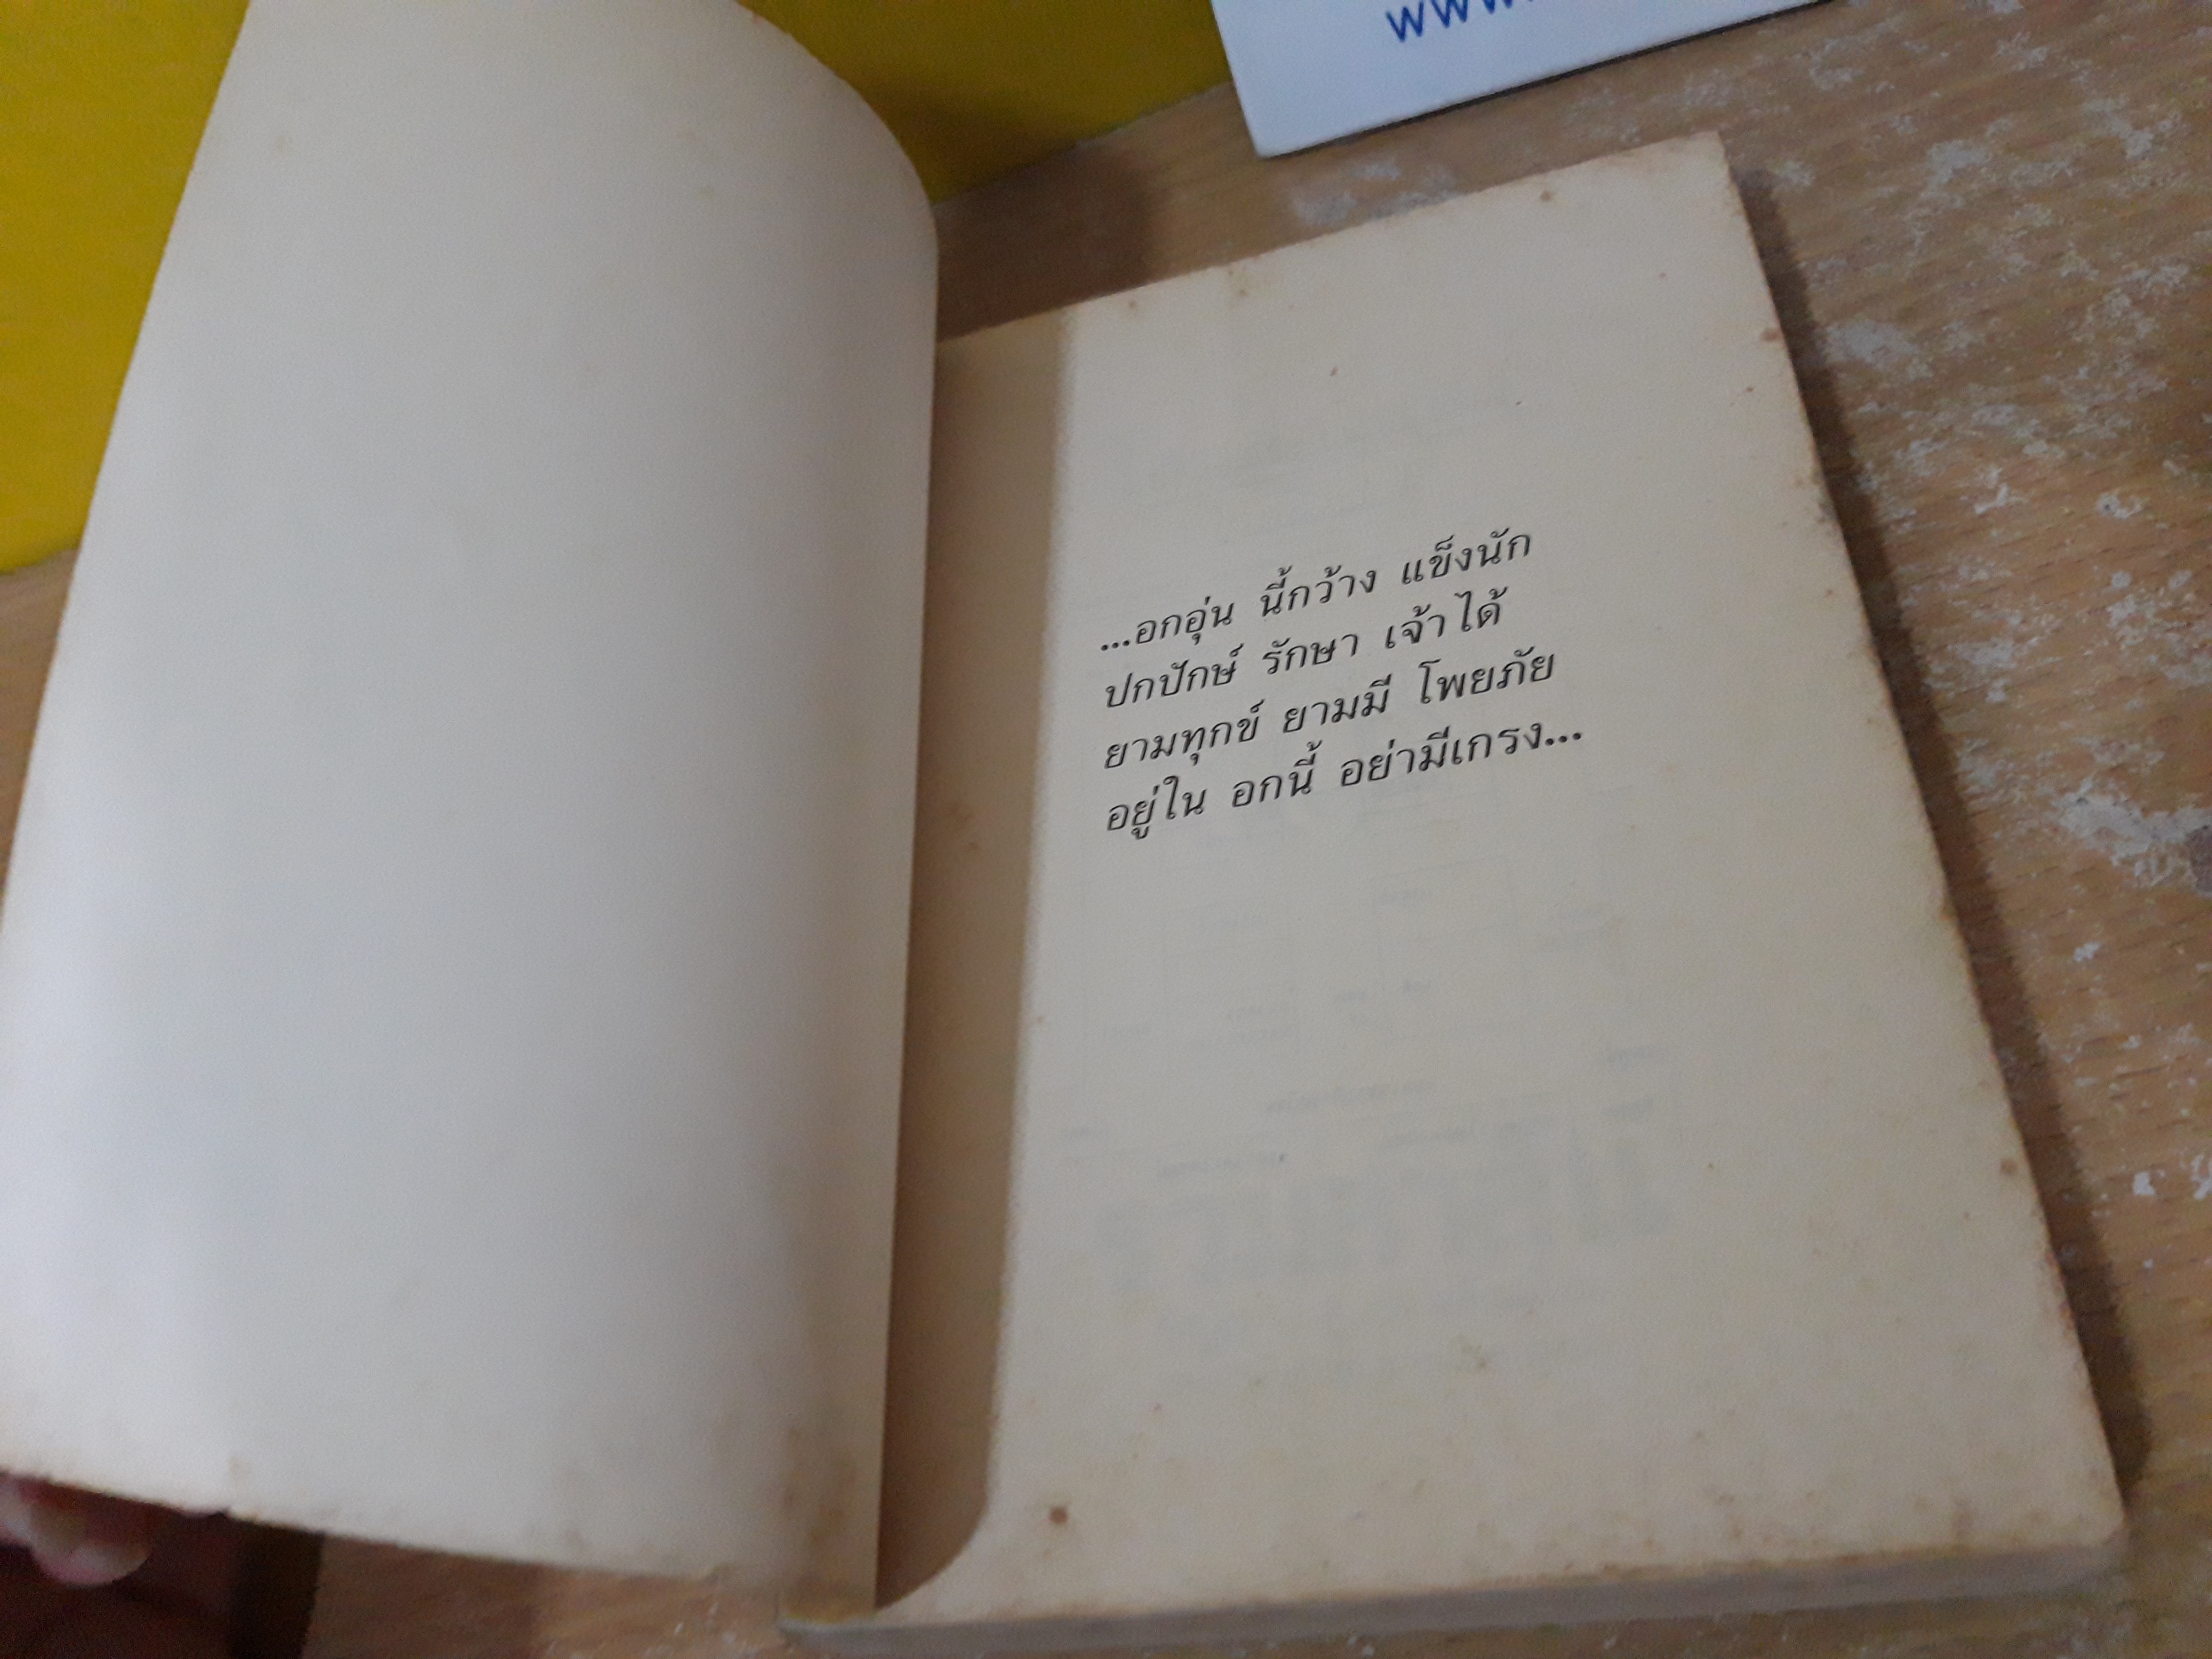 www.
...อกอุ่น นี้กว้าง แข็งนัก
ปกปักษ์ รักษา เจ้าได้
ยามทุกข์ ยามมี โพยภัย
อยู่ใน อกนี้ อย่ามีเกรง...